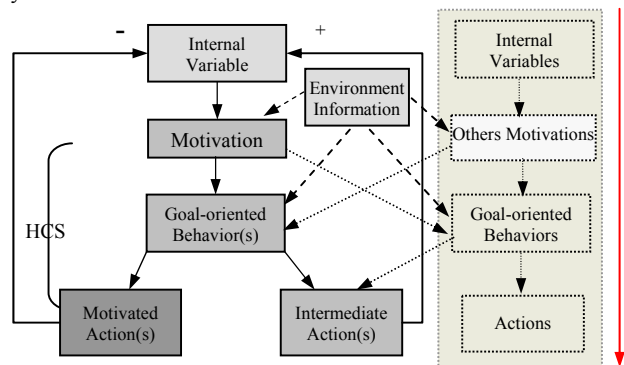 y
-
+
Internal
Variable
Environment
Information
Internal
Variables
Motivation
Others Motivations
HCS
Goal-oriented
Behavior(s)
Goal-oriented
Behaviors
Motivated
Action(s)
Intermediate
Action(s)
Actions